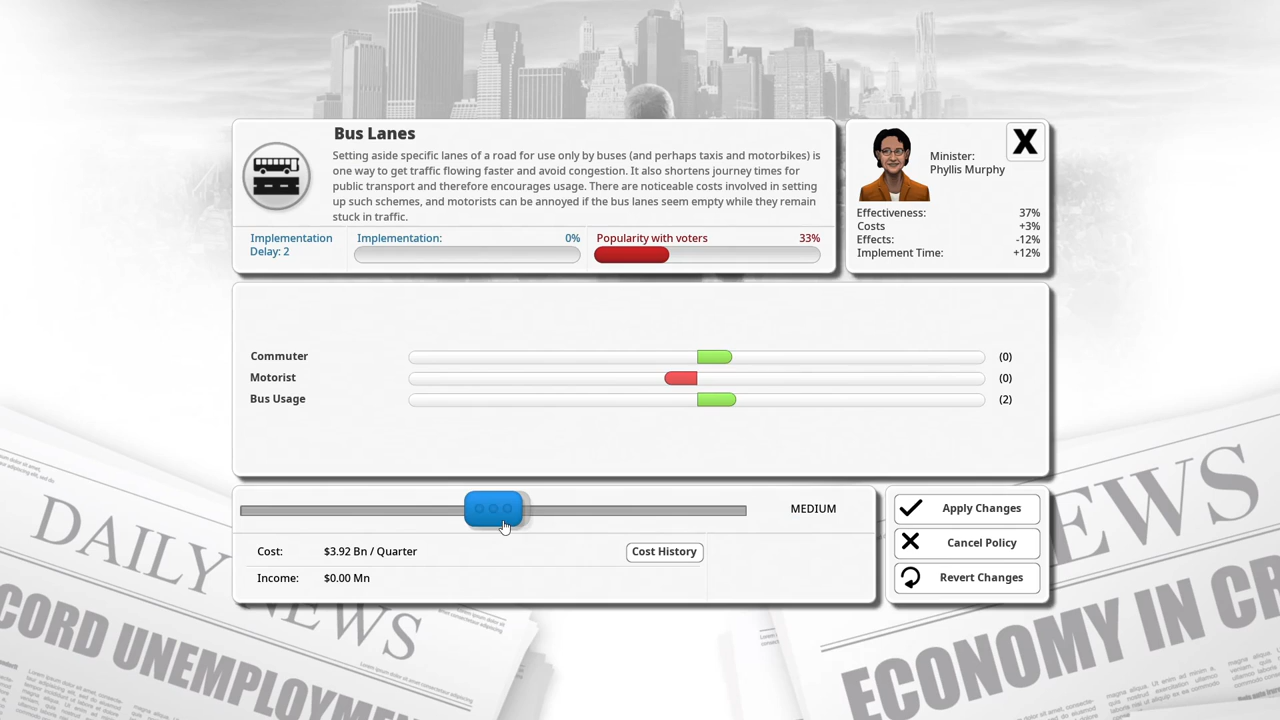 Bus Lanes
Setting aside specific lanes of a road for use only by buses (and perhaps taxis and motorbikes) is
one way to get traffic flowing faster and avoid congestion. It also shortens journey times for
public transport and therefore encourages usage. There are noticeable costs involved in setting
up such schemes, and motorists can be annoyed if the bus lanes seem empty while they remain
stuck in traffic.
Implementation
Delay: 2
Implementation: 0%
Popularity with voters 33%
X
Minister:
Phyllis Murphy
Effectiveness: 37%
Costs +3%
Effects: -12%
Implement Time: +12%
Commuter (0)
Motorist (0)
Bus Usage (2)
MEDIUM
Cost: $3.92 Bn / Quarter
Cost History
Income: $0.00 Mn
Apply Changes
Cancel Policy
Revert Changes
DAILY NEWS
CORD UNEMPLOYME
EWS
ECONOMY IN CR